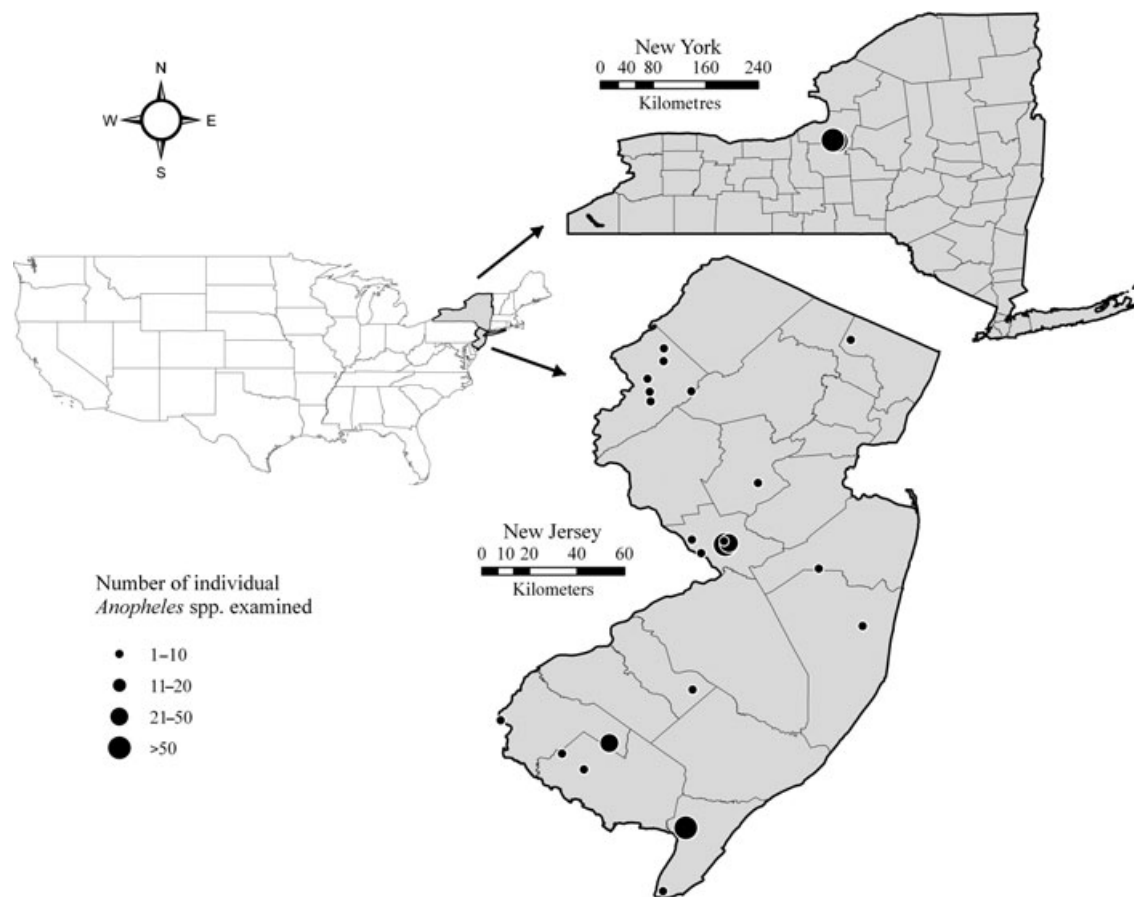 N
W E
S
New York
0 40 80 160 240
Kilometres
New Jersey
0 10 20 40 60
Kilometers
Number of individual
Anopheles spp. examined
1–10
11–20
21–50
>50